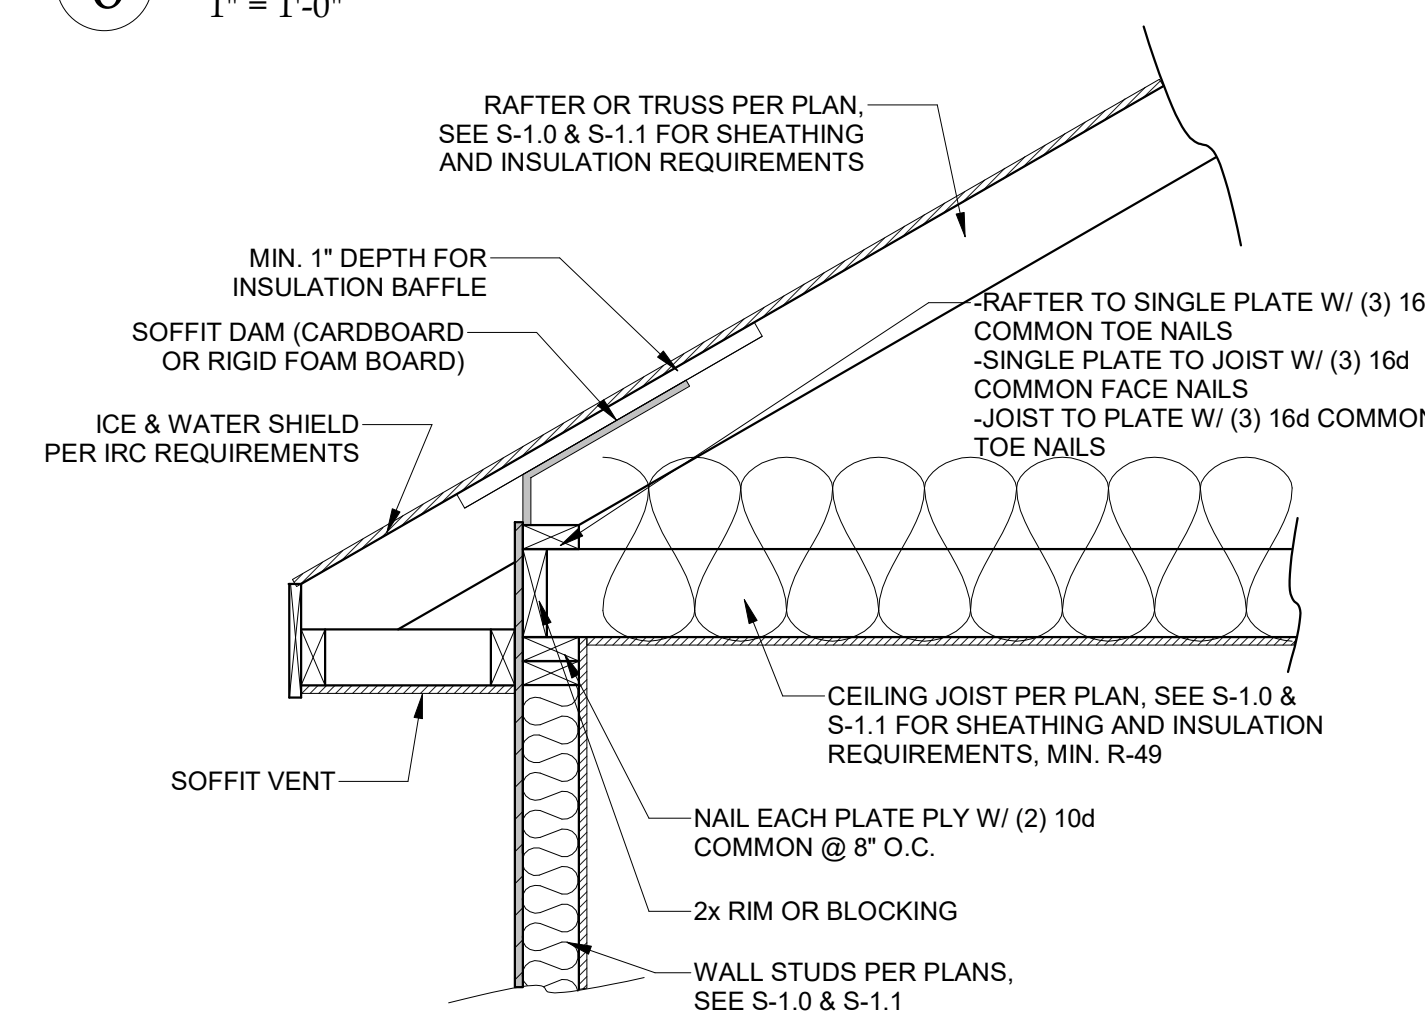 1" = 1'-0"
RAFTER OR TRUSS PER PLAN,
SEE S-1.0 & S-1.1 FOR SHEATHING
AND INSULATION REQUIREMENTS
MIN. 1" DEPTH FOR
INSULATION BAFFLE
SOFFIT DAM (CARDBOARD
OR RIGID FOAM BOARD)
ICE & WATER SHIELD
PER IRC REQUIREMENTS
-RAFTER TO SINGLE PLATE W/ (3) 16
COMMON TOE NAILS
-SINGLE PLATE TO JOIST W/ (3) 16d
COMMON FACE NAILS
-JOIST TO PLATE W/ (3) 16d COMMON
TOE NAILS
CEILING JOIST PER PLAN, SEE S-1.0 &
S-1.1 FOR SHEATHING AND INSULATION
REQUIREMENTS, MIN. R-49
SOFFIT VENT
NAIL EACH PLATE PLY W/ (2) 10d
COMMON @ 8" O.C.
2x RIM OR BLOCKING
WALL STUDS PER PLANS,
SEE S-1.0 & S-1.1